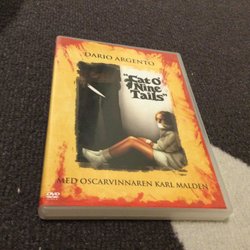 DARIO ARGENTO
"Cat O'
Nine
Tails"
MED OSCARVINNAREN KARL MALDEN
DVD